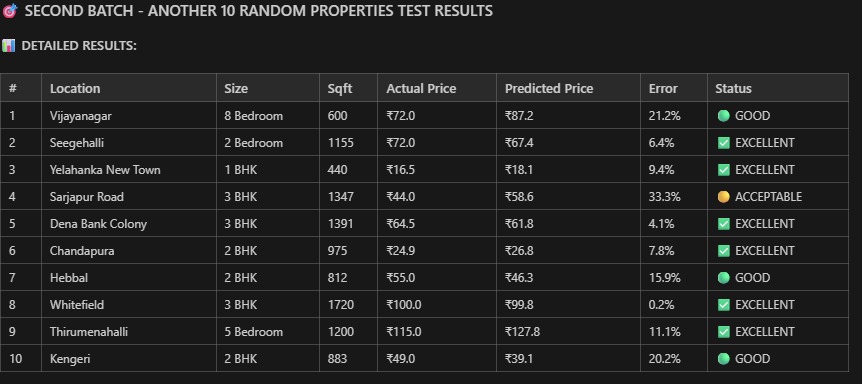 🎯 SECOND BATCH - ANOTHER 10 RANDOM PROPERTIES TEST RESULTS
📊 DETAILED RESULTS:
# Location Size Sqft Actual Price Predicted Price Error Status
1 Vijayanagar 8 Bedroom 600 ₹72.0 ₹87.2 21.2% 🟢 GOOD
2 Seegehalli 2 Bedroom 1155 ₹72.0 ₹67.4 6.4% ✅ EXCELLENT
3 Yelahanka New Town 1 BHK 440 ₹16.5 ₹18.1 9.4% ✅ EXCELLENT
4 Sarjapur Road 3 BHK 1347 ₹44.0 ₹58.6 33.3% 🟡 ACCEPTABLE
5 Dena Bank Colony 3 BHK 1391 ₹64.5 ₹61.8 4.1% ✅ EXCELLENT
6 Chandapura 2 BHK 975 ₹24.9 ₹26.8 7.8% ✅ EXCELLENT
7 Hebbal 2 BHK 812 ₹55.0 ₹46.3 15.9% 🟢 GOOD
8 Whitefield 3 BHK 1720 ₹100.0 ₹99.8 0.2% ✅ EXCELLENT
9 Thirumenahalli 5 Bedroom 1200 ₹115.0 ₹127.8 11.1% ✅ EXCELLENT
10 Kengeri 2 BHK 883 ₹49.0 ₹39.1 20.2% 🟢 GOOD